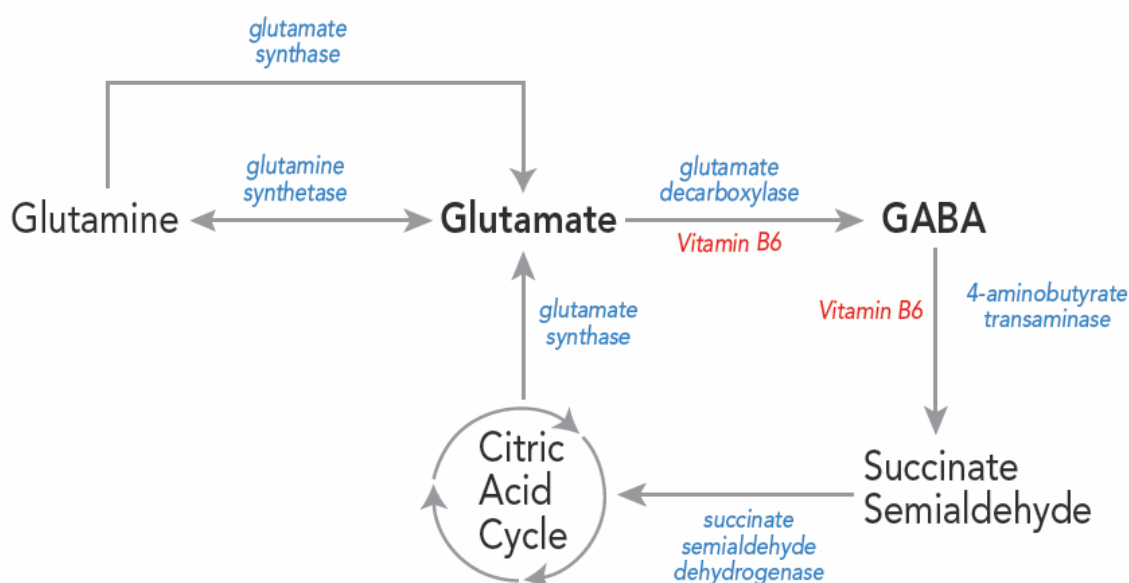 glutamate
synthase
glutamine
synthetase
glutamate
decarboxylase
Glutamine
Glutamate
GABA
Vitamin B6
glutamate
synthase
Vitamin B6
4-aminobutyrate
transaminase
Citric
Acid
Cycle
Succinate
Semialdehyde
succinate
semialdehyde
dehydrogenase